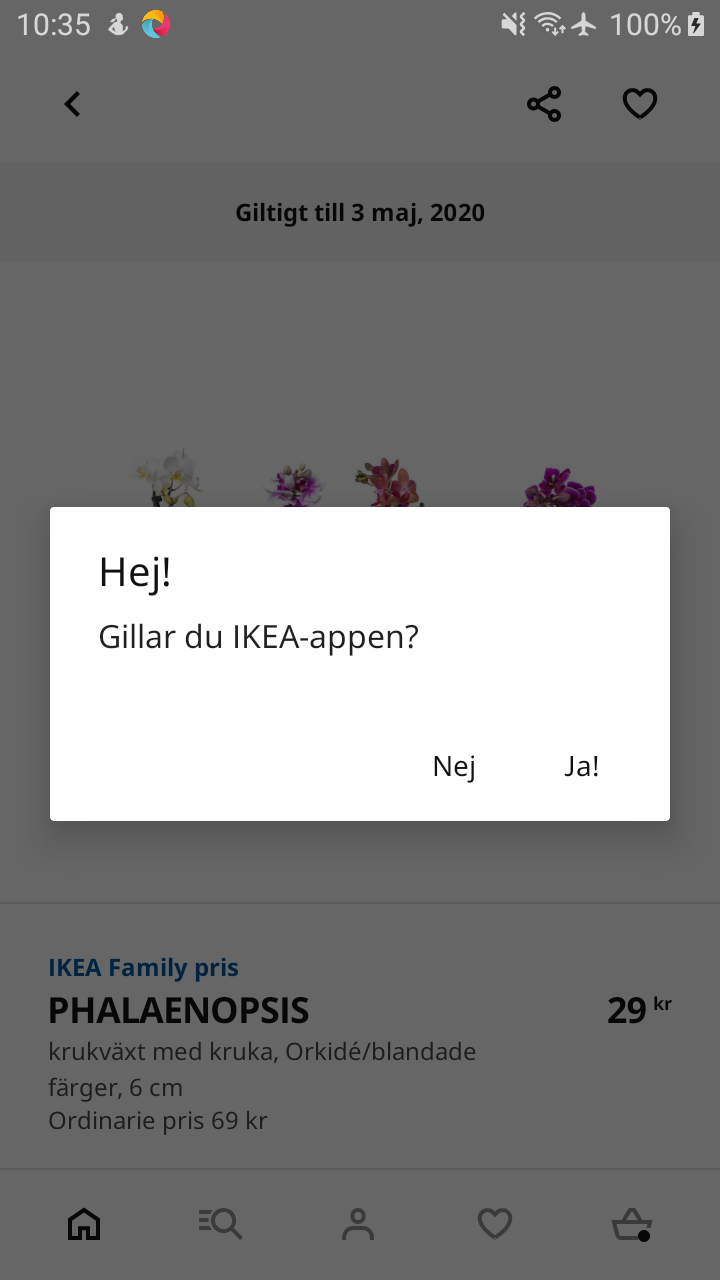 10:35
100%
Giltigt till 3 maj, 2020
Hej!
Gillar du IKEA-appen?
Nej
Ja!
IKEA Family pris
PHALAENOPSIS
29 kr
krukväxt med kruka, Orkidé/blandade
färger, 6 cm
Ordinarie pris 69 kr